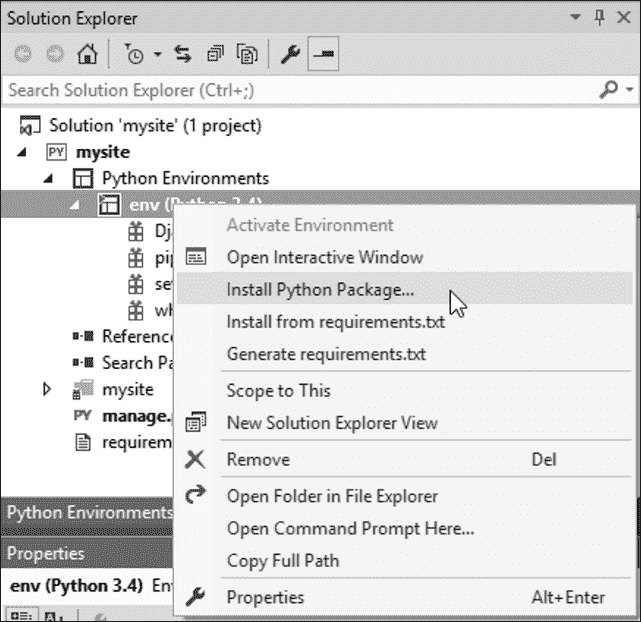 Solution Explorer
Search Solution Explorer (Ctrl+;)
Solution 'mysite' (1 project)
PY mysite
Python Environments
env (Python 3.4)
Activate Environment
Open Interactive Window
Install Python Package...
Install from requirements.txt
Generate requirements.txt
Scope to This
New Solution Explorer View
Remove Del
Open Folder in File Explorer
Open Command Prompt Here...
Copy Full Path
Properties Alt+Enter
Dj
pip
se
wh
Reference
Search Pa
mysite
PY manage.
requirem
Python Environments
Properties
env (Python 3.4) En